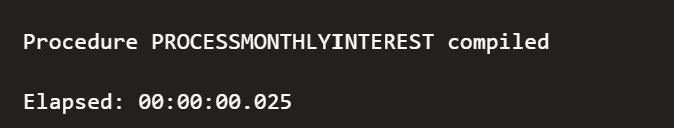 Procedure PROCESSMONTHLYINTEREST compiled
Elapsed: 00:00:00.025